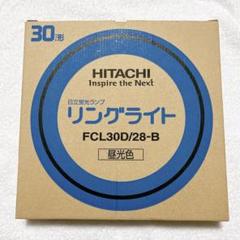 30形
HITACHI
Inspire the Next
日立蛍光ランプ
リングライト
FCL30D/28-B
昼光色